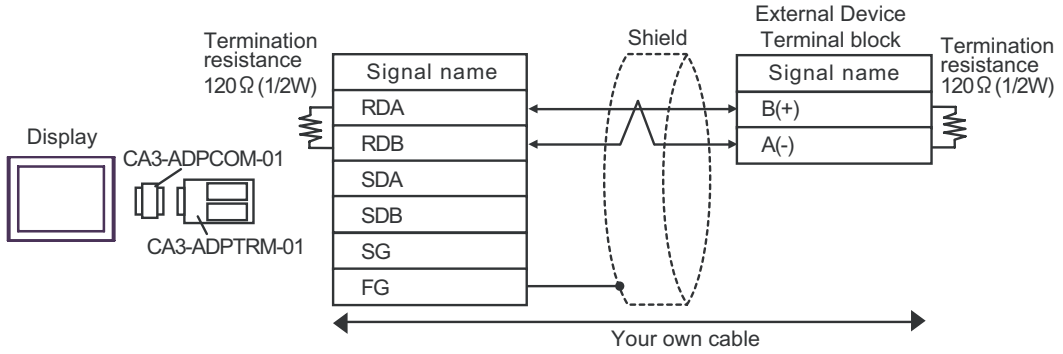 External Device
Terminal block
Shield
Termination
resistance
120Ω (1/2W)
Termination
resistance
120Ω (1/2W)
Signal name
Signal name
RDA
B(+)
RDB
A(-)
Display
CA3-ADPCOM-01
SDA
SDB
CA3-ADPTRM-01
SG
FG
Your own cable